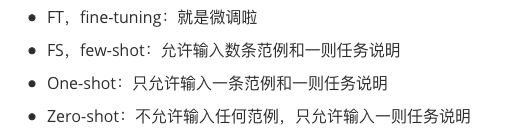 • FT，fine-tuning：就是微调啦
• FS，few-shot：允许输入数条范例和一则任务说明
• One-shot：只允许输入一条范例和一则任务说明
• Zero-shot：不允许输入任何范例，只允许输入一则任务说明